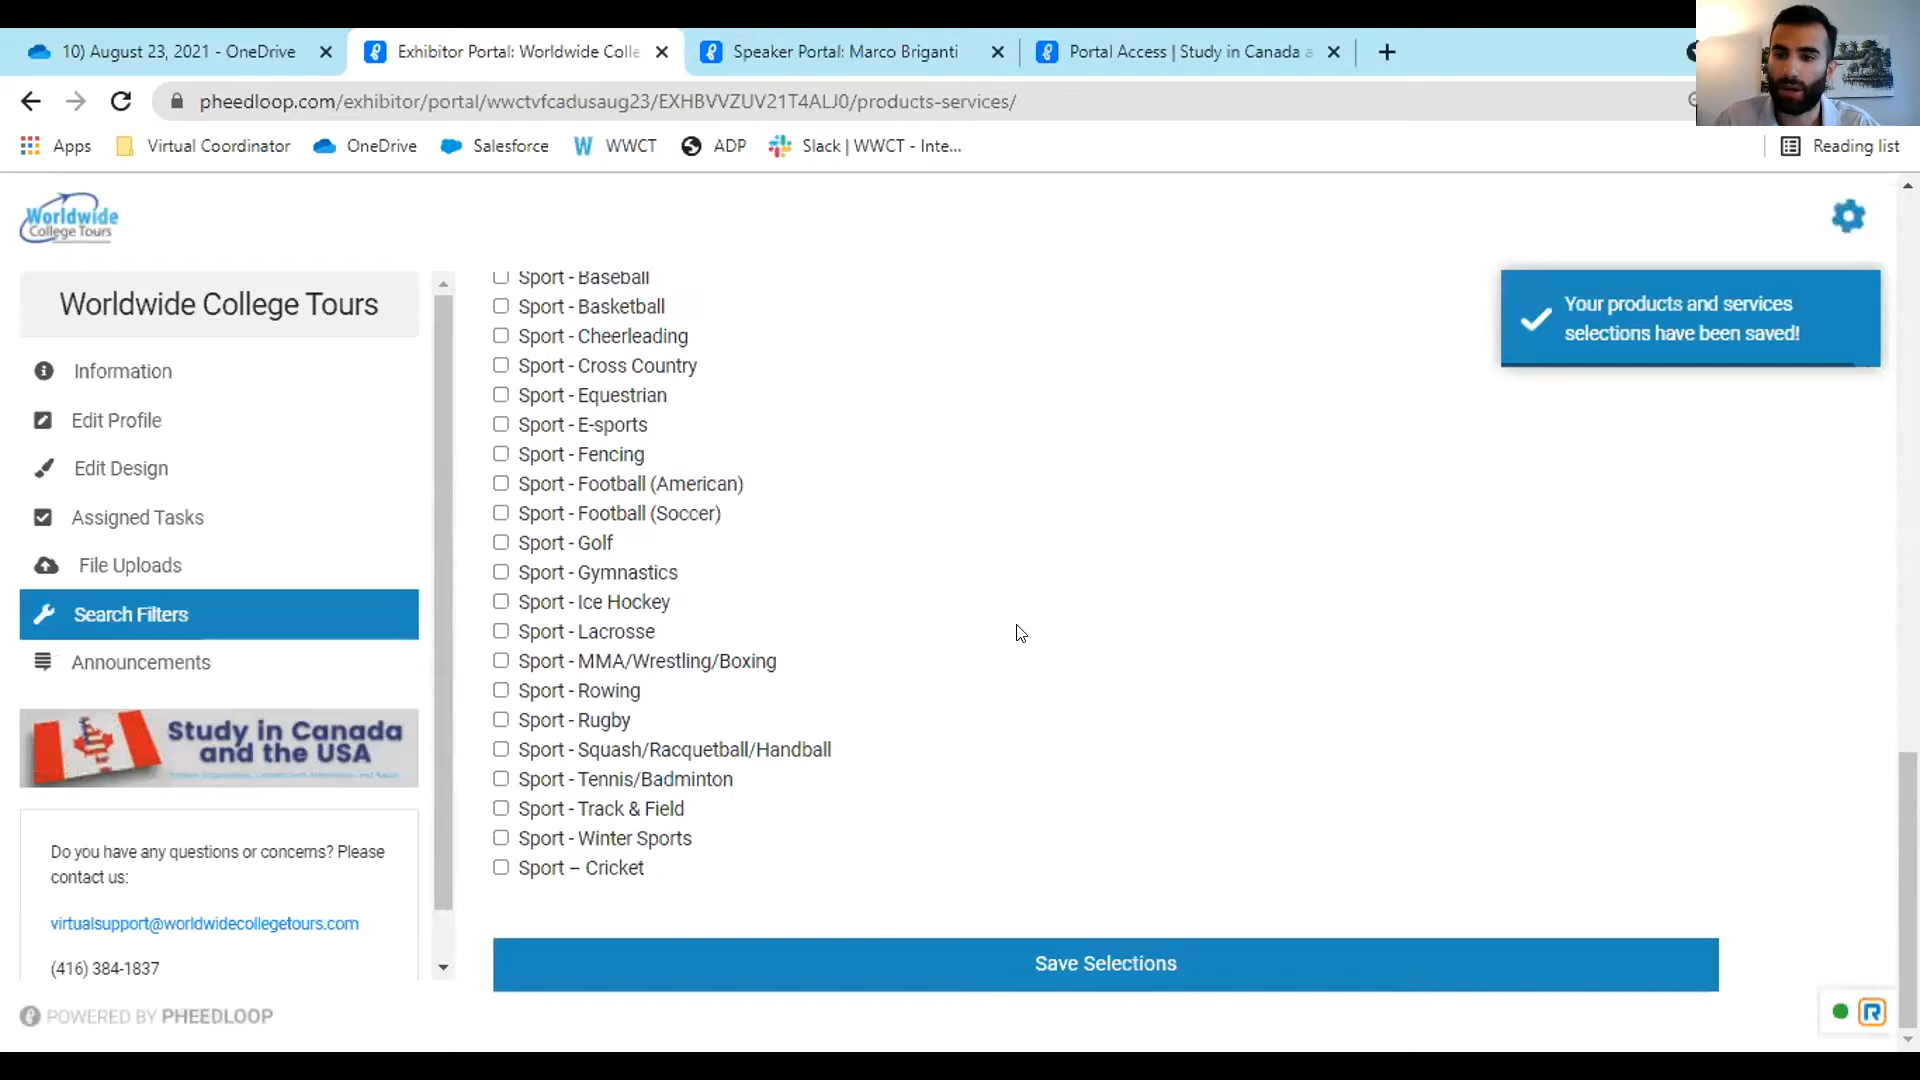 10) August 23, 2021 - OneDrive
Exhibitor Portal: Worldwide Colle
Speaker Portal: Marco Briganti
Portal Access | Study in Canada a
pheedloop.com/exhibitor/portal/wwctvfcadusaug23/EXHBVVZUV21T4ALJ0/products-services/
Apps
Virtual Coordinator
OneDrive
Salesforce
WWCT
ADP
Slack | WWCT - Inte...
Reading list
Worldwide
College Tours
Worldwide College Tours
Information
Edit Profile
Edit Design
Assigned Tasks
File Uploads
Search Filters
Announcements
Study in Canada
and the USA
Do you have any questions or concerns? Please
contact us:
virtualsupport@worldwidecollegetours.com
(416) 384-1837
POWERED BY PHEEDLOOP
Sport - Baseball
Sport - Basketball
Sport - Cheerleading
Sport - Cross Country
Sport - Equestrian
Sport - E-sports
Sport - Fencing
Sport - Football (American)
Sport - Football (Soccer)
Sport - Golf
Sport - Gymnastics
Sport - Ice Hockey
Sport - Lacrosse
Sport - MMA/Wrestling/Boxing
Sport - Rowing
Sport - Rugby
Sport - Squash/Racquetball/Handball
Sport - Tennis/Badminton
Sport - Track & Field
Sport - Winter Sports
Sport – Cricket
Save Selections
Your products and services
selections have been saved!